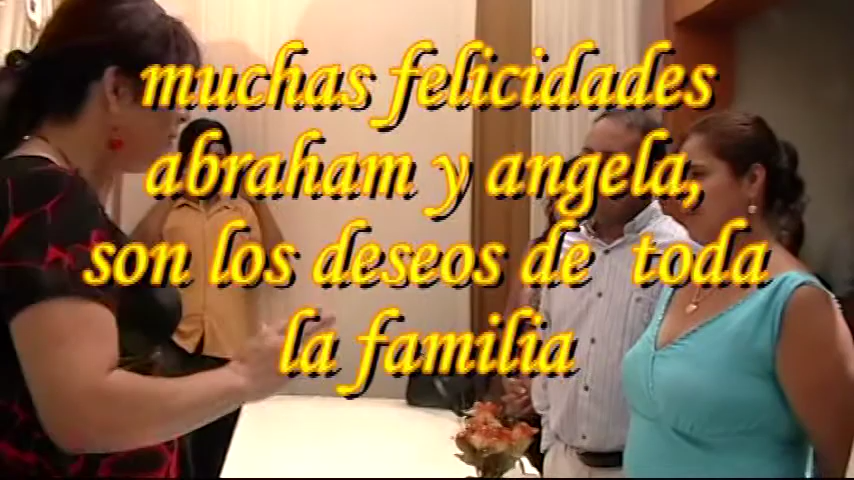 muchas felicidades
abraham y angela,
son los deseos de toda
la familia